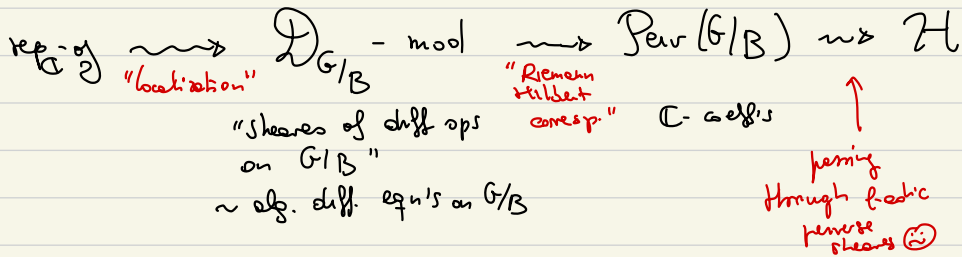 rep_ℂ of 𝔤 ⇝ 𝒟_{G/B} - mod ⇝ Perv (G/B) ⇝ ℋ
"localization"
"Riemann
Hilbert
corresp."
ℂ-coeff's
"sheaves of diff ops
on G/B"
~ alg. diff. eqn's on G/B
passing
through ℓ-adic
perverse
sheaves